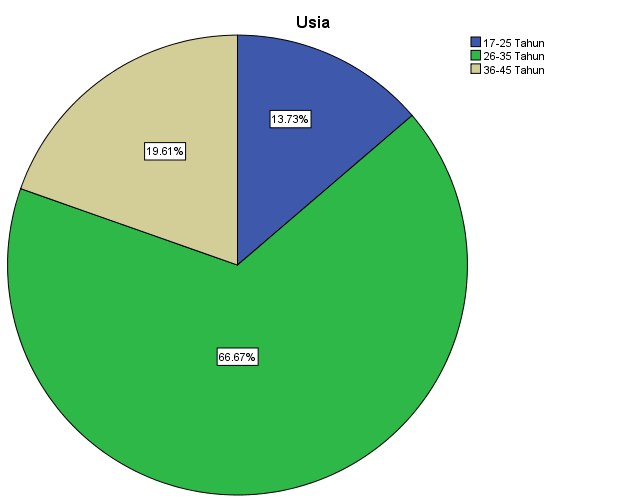 Usia
17-25 Tahun
26-35 Tahun
36-45 Tahun
13.73%
19.61%
66.67%